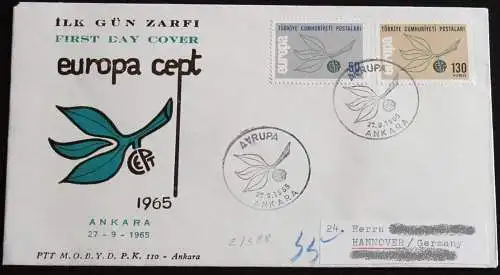 İLK GÜN ZARFI
FIRST DAY COVER
europa cept
CEPT
1965
ANKARA
27 - 9 - 1965
PTT M.O.B.Y.D. P.K. 110 - Ankara
europa
TÜRKİYE CUMHURİYETİ POSTALARI
50
europa
TÜRKİYE CUMHURİYETİ POSTALARI
130
KURUŞ
AVRUPA
27.9.1965
ANKARA
AVRUPA
27.9.1965
ANKARA
24. Herrn
HANNOVER/Germany